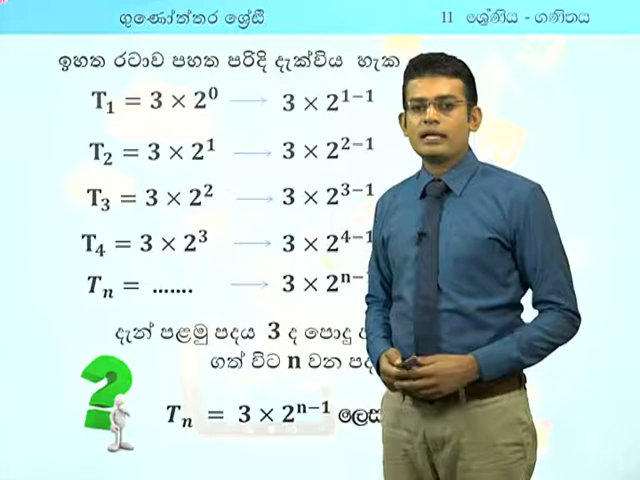 ගුණෝත්තර ශ්‍රේඪී
11 ශ්‍රේණිය - ගණිතය
ඉහත රටාව පහත පරිදි දැක්විය හැක
T₁ = 3 × 2⁰ → 3 × 2¹⁻¹
T₂ = 3 × 2¹ → 3 × 2²⁻¹
T₃ = 3 × 2² → 3 × 2³⁻¹
T₄ = 3 × 2³ → 3 × 2⁴⁻¹
Tₙ = ....... → 3 × 2ⁿ⁻
දැන් පළමු පදය 3 ද පොදු
ගත් විට n වන
Tₙ = 3 × 2ⁿ⁻¹ ලෙස